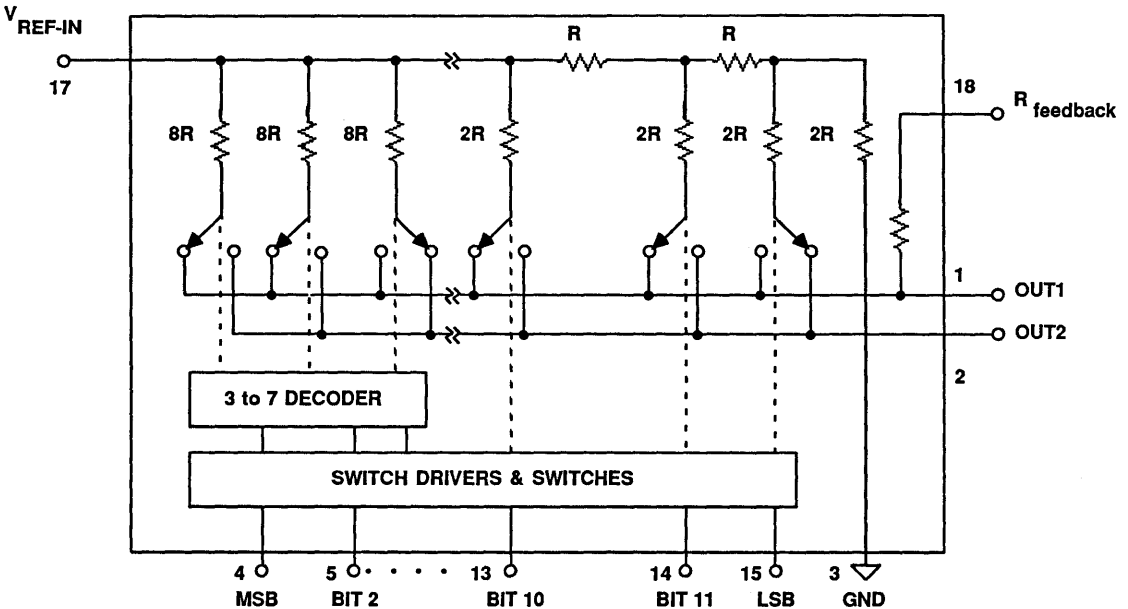 V REF-IN
17
R R
18
R feedback
8R 8R 8R 2R 2R 2R 2R
1
OUT1
OUT2
2
3 to 7 DECODER
SWITCH DRIVERS & SWITCHES
4 5 13 14 15 3
MSB BIT 2 BIT 10 BIT 11 LSB GND